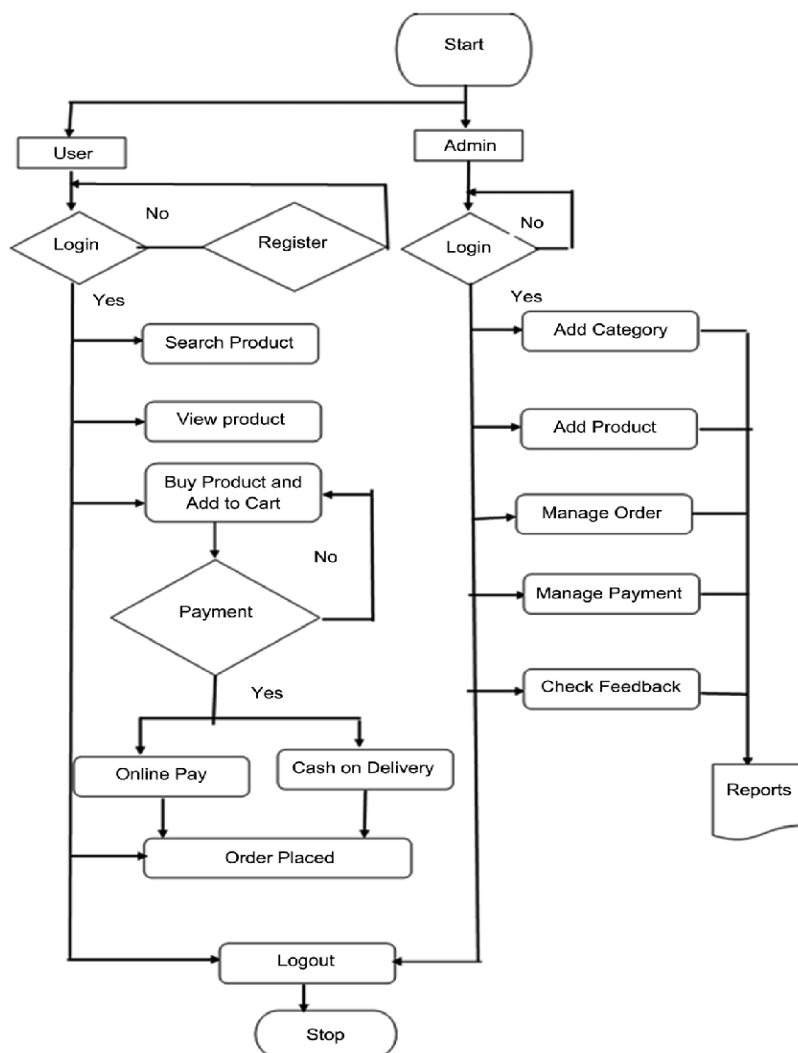 Start
User
Admin
No
No
Login
Register
Login
Yes
Yes
Search Product
Add Category
View product
Add Product
Buy Product and
Add to Cart
Manage Order
No
Payment
Manage Payment
Yes
Check Feedback
Online Pay
Cash on Delivery
Reports
Order Placed
Logout
Stop